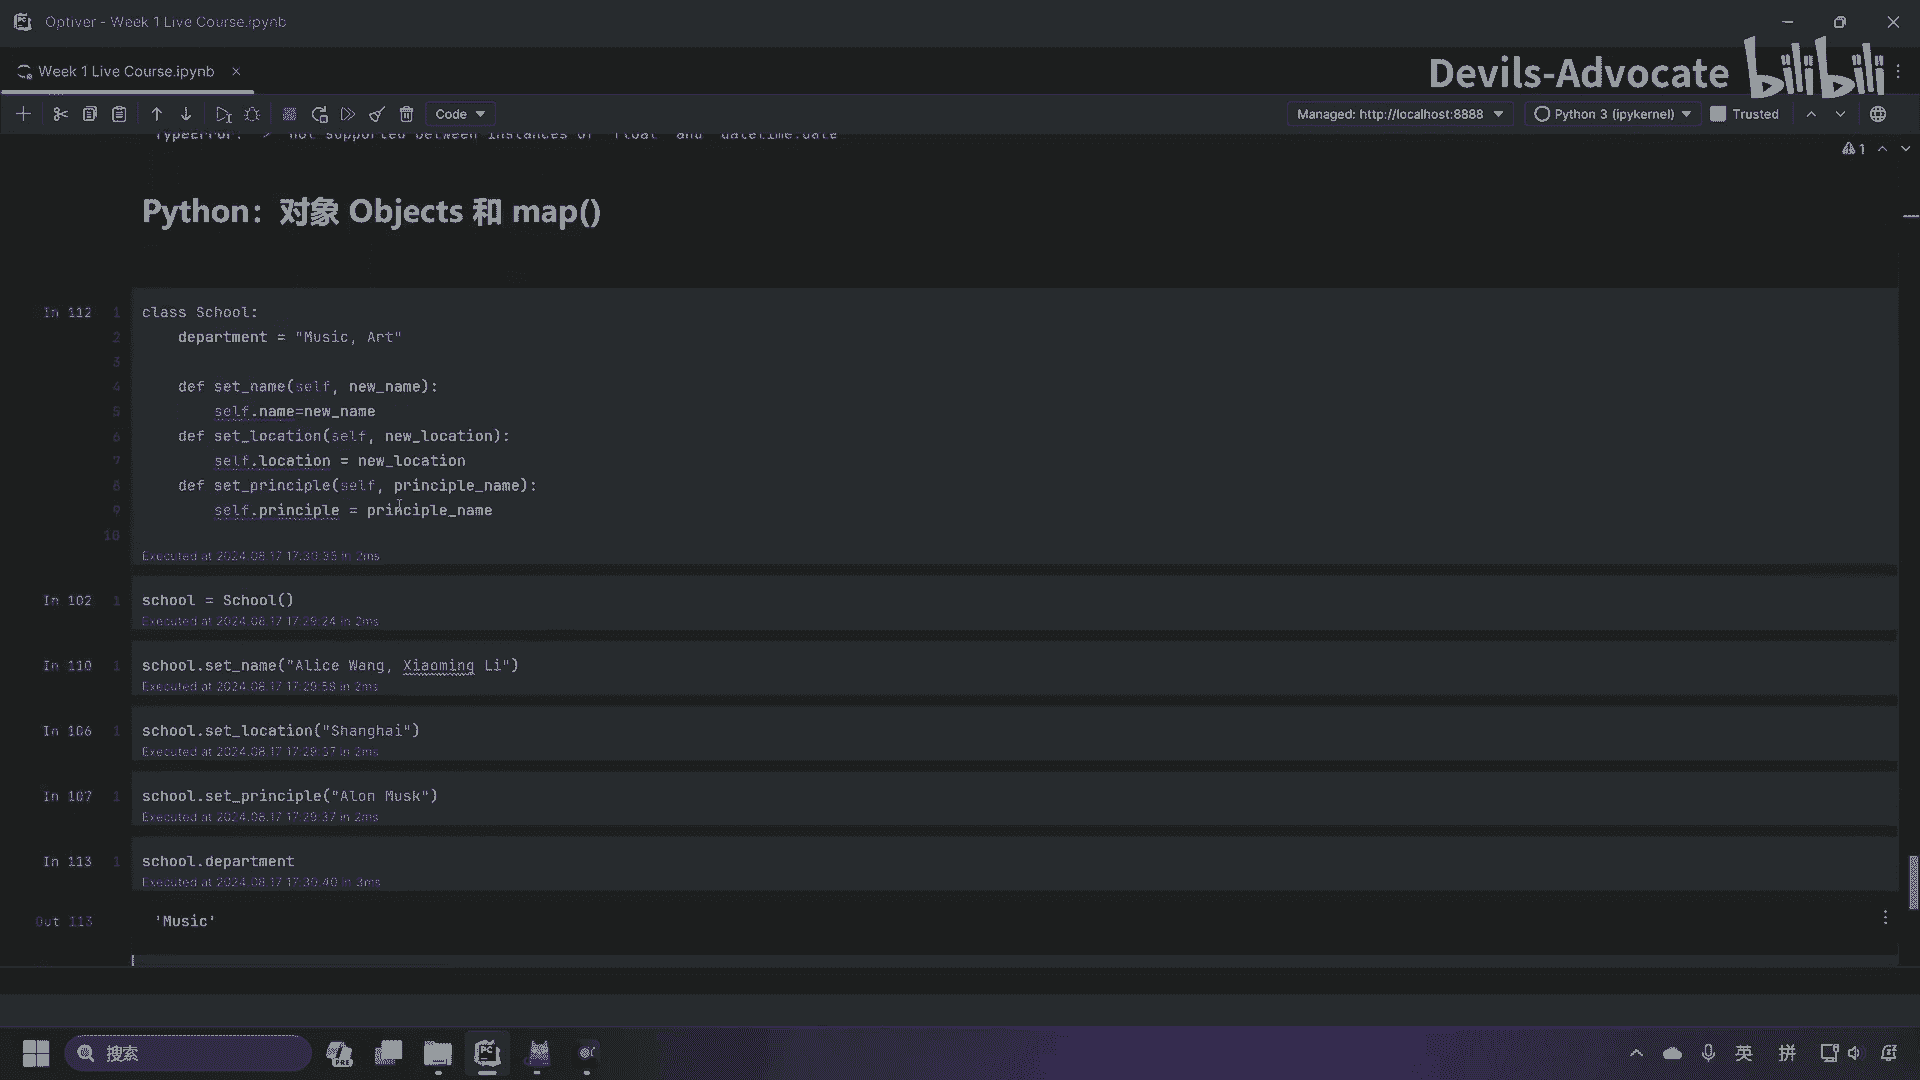 Optiver - Week 1 Live Course.ipynb
Week 1 Live Course.ipynb
Devils-Advocate bilibili
Code
Managed: http://localhost:8888
Python 3 (ipykernel)
Trusted
TypeError: '>' not supported between instances of 'float' and 'datetime.date'
1
Python：对象 Objects 和 map()
In 112
1 class School:
2 department = "Music, Art"
3
4 def set_name(self, new_name):
5 self.name=new_name
6 def set_location(self, new_location):
7 self.location = new_location
8 def set_principle(self, principle_name):
9 self.principle = principle_name
10
Executed at 2024.08.17 17:30:35 in 2ms
In 102 1 school = School()
Executed at 2024.08.17 17:29:24 in 2ms
In 110 1 school.set_name("Alice Wang, Xiaoming Li")
Executed at 2024.08.17 17:29:58 in 2ms
In 106 1 school.set_location("Shanghai")
Executed at 2024.08.17 17:29:37 in 2ms
In 107 1 school.set_principle("Alon Musk")
Executed at 2024.08.17 17:29:37 in 2ms
In 113 1 school.department
Executed at 2024.08.17 17:30:40 in 3ms
Out 113 'Music'
搜索
PRE
PC
英
拼